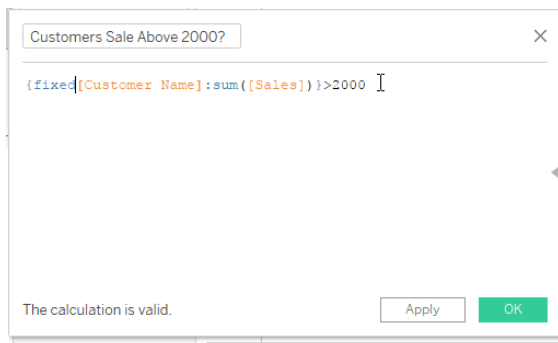 Customers Sale Above 2000?
{fixed[Customer Name]:sum([Sales])}>2000
The calculation is valid.
Apply
OK